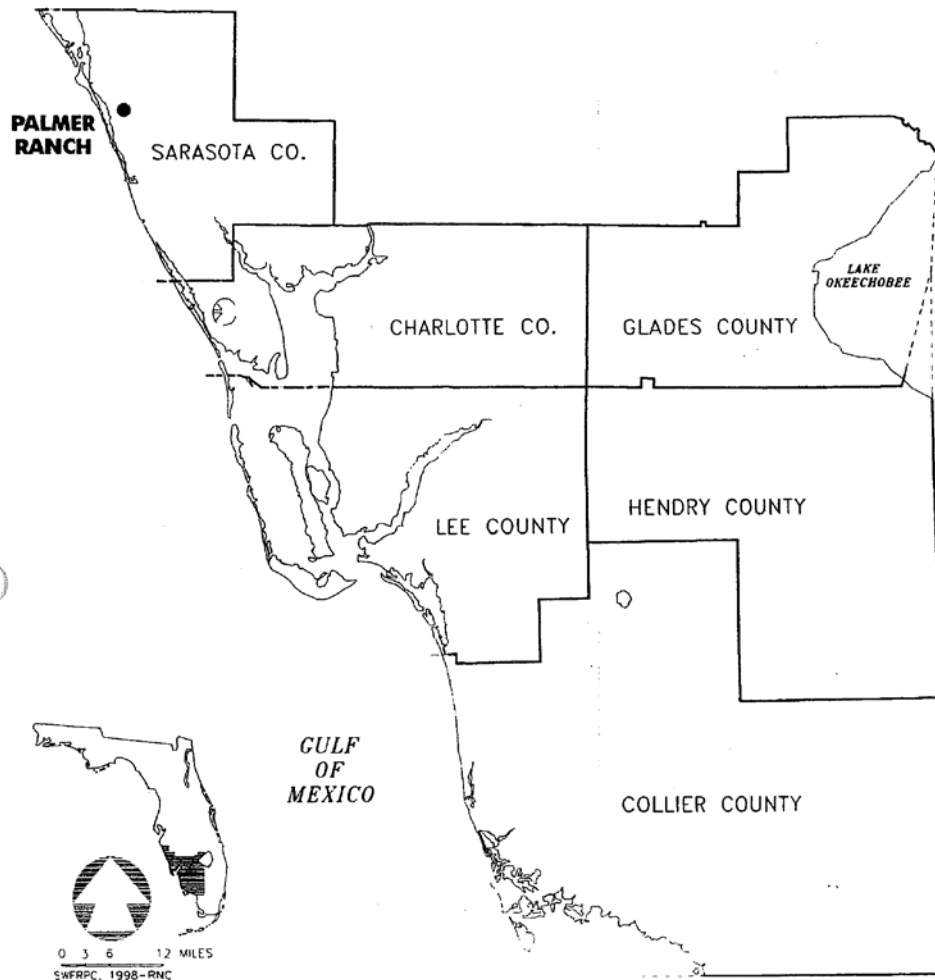 PALMER
RANCH
SARASOTA CO.
LAKE
OKEECHOBEE
CHARLOTTE CO.
GLADES COUNTY
HENDRY COUNTY
LEE COUNTY
GULF
OF
MEXICO
COLLIER COUNTY
0 3 6 12 MILES
SWFRPC, 1998-RNC